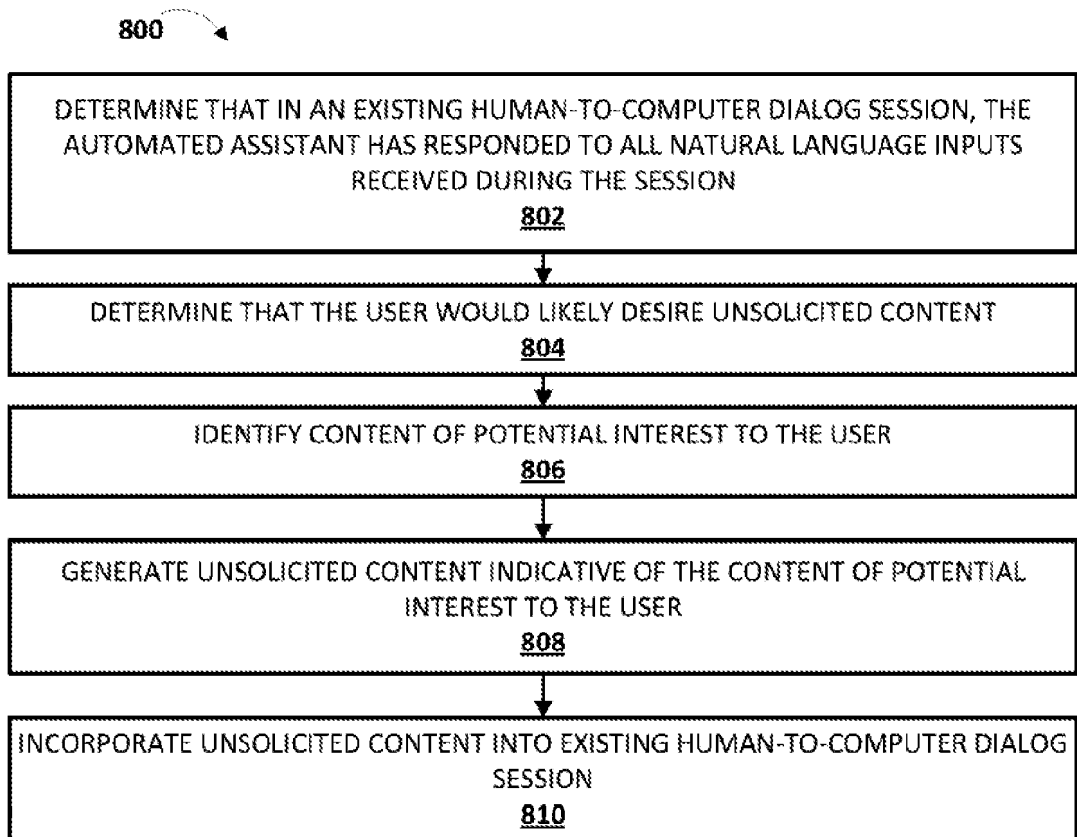 800
DETERMINE THAT IN AN EXISTING HUMAN-TO-COMPUTER DIALOG SESSION, THE
AUTOMATED ASSISTANT HAS RESPONDED TO ALL NATURAL LANGUAGE INPUTS
RECEIVED DURING THE SESSION
802
DETERMINE THAT THE USER WOULD LIKELY DESIRE UNSOLICITED CONTENT
804
IDENTIFY CONTENT OF POTENTIAL INTEREST TO THE USER
806
GENERATE UNSOLICITED CONTENT INDICATIVE OF THE CONTENT OF POTENTIAL
INTEREST TO THE USER
808
INCORPORATE UNSOLICITED CONTENT INTO EXISTING HUMAN-TO-COMPUTER DIALOG
SESSION
810